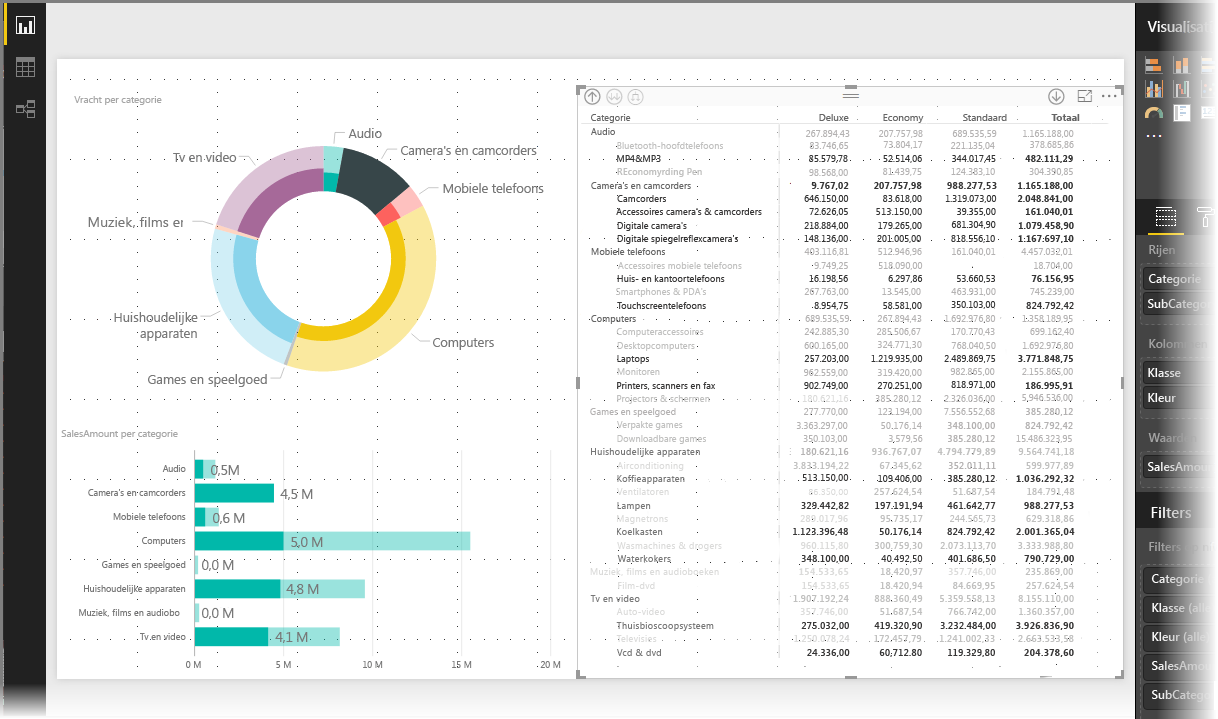 Vracht per categorie
Audio
Camera's en camcorders
Mobiele telefoons
Computers
Games en speelgoed
Huishoudelijke
apparaten
Muziek, films er
Tv en video
SalesAmount per categorie
Audio 0,5M
Camera's en camcorders 4,5 M
Mobiele telefoons 0,6 M
Computers 5,0 M
Games en speelgoed 0,0 M
Huishoudelijke apparaten 4,8 M
Muziek, films en audiobo 0,0 M
Tv en video 4,1 M
0 M 5 M 10 M 15 M 20 M
Categorie Deluxe Economy Standaard Totaal
Audio 267.894,43 207.757,98 689.535,59 1.165.188,00
Bluetooth-hoofdtelefoons 83.746,65 73.804,17 221.135,04 378.685,86
MP4&MP3 85.579,78 52.514,06 344.017,45 482.111,29
REeconomyrding Pen 98.568,00 81.439,75 124.383,10 304.390,85
Camera's en camcorders 9.767,02 207.757,98 988.277,53 1.165.188,00
Camcorders 646.150,00 83.618,00 1.319.073,00 2.048.841,00
Accessoires camera's & camcorders 72.626,05 513.150,00 39.355,00 161.040,01
Digitale camera's 218.884,00 179.265,00 681.304,90 1.079.458,90
Digitale spiegelreflexcamera's 148.136,00 201.005,00 818.556,10 1.167.697,10
Mobiele telefoons 403.116,81 512.946,96 161.040,01 4.457.032,01
Accessoires mobiele telefoons 9.749,25 518.090,00 18.704,00
Huis- en kantoortelefoons 16.198,56 6.297,86 53.660,53 76.156,95
Smartphones & PDA's 267.763,00 13.545,00 463.931,00 745.239,00
Touchscreentelefoons 8.954,75 58.581,00 350.103,00 824.792,42
Computers 689.535,59 267.894,43 1.692.976,80 1.358.189,95
Computeraccessoires 242.885,30 285.506,67 170.770,43 699.162,40
Desktopcomputers 600.165,00 324.771,30 768.040,50 1.692.976,80
Laptops 257.203,00 1.219.935,00 2.489.869,75 3.771.848,75
Monitoren 962.559,00 319.420,00 982.865,00 2.155.865,00
Printers, scanners en fax 902.749,00 270.251,00 818.971,00 186.995,91
Projectors & schermen 180.621,16 385.280,12 2.326.036,00 5.946.536,00
Games en speelgoed 277.770,00 123.194,00 7.556.552,68 385.280,12
Verpakte games 3.363.297,00 50.176,14 348.100,00 824.792,42
Downloadbare games 350.103,00 3.579,56 385.280,12 15.486.323,95
Huishoudelijke apparaten 180.621,16 936.767,07 4.794.779,89 9.564.741,18
Airconditioning 3.833.194,22 67.345,62 352.011,11 599.977,89
Koffieapparaten 513.150,00 109.406,00 385.280,12 1.036.292,32
Ventilatoren 257.624,54 51.687,54 184.791,48
Lampen 329.442,82 197.191,94 461.642,77 988.277,53
Magnetrons 289.017,96 95.735,17 244.565,73 629.318,86
Koelkasten 1.123.396,48 50.176,14 824.792,42 2.001.365,04
Wasmachines & drogers 960.115,80 300.759,30 2.073.113,70 3.333.988,80
Waterkokers 348.100,00 40.492,50 401.686,50 790.729,00
Muziek, films en audioboeken 154.533,65 18.420,97 357.746,00 235.869,00
Film-dvd 154.533,65 18.420,94 84.669,95 257.624,54
Tv en video 1.907.192,24 888.360,49 5.359.558,13 8.155.110,00
Auto-video 357.746,00 51.687,54 766.742,00 1.360.357,00
Thuisbioscoopsysteem 275.032,00 419.320,90 3.232.484,00 3.926.836,90
Televisies 1.250.078,24 172.457,79 1.241.002,33 2.663.533,58
Vcd & dvd 24.336,00 60,712.80 119.329,80 204.378,60
Visualisa
Rijen
Categorie
SubCatego
Kolom
Klasse
Kleur
Waard
SalesAmou
Filters
Filters
Categorie
Klasse (al
Kleur (alle
SalesAmou
SubCateg